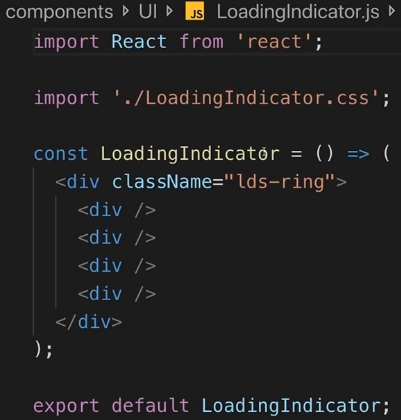 components > UI > JS LoadingIndicator.js >
import React from 'react';
import './LoadingIndicator.css';
const LoadingIndicator = () => (
<div className="lds-ring">
<div />
<div />
<div />
<div />
</div>
);
export default LoadingIndicator;